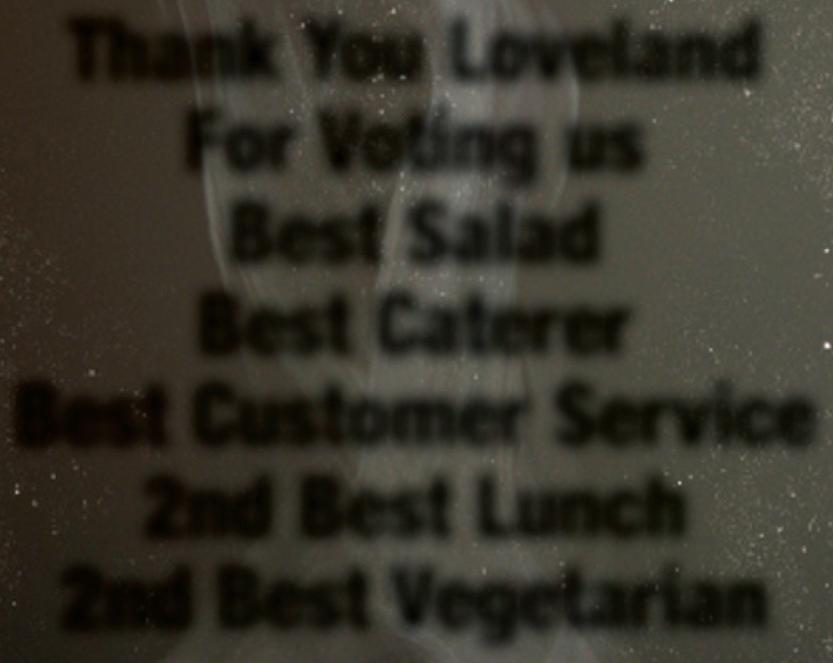 Thank You Loveland
For Voting us
Best Salad
Best Caterer
Best Customer Service
2nd Best Lunch
2nd Best Vegetarian